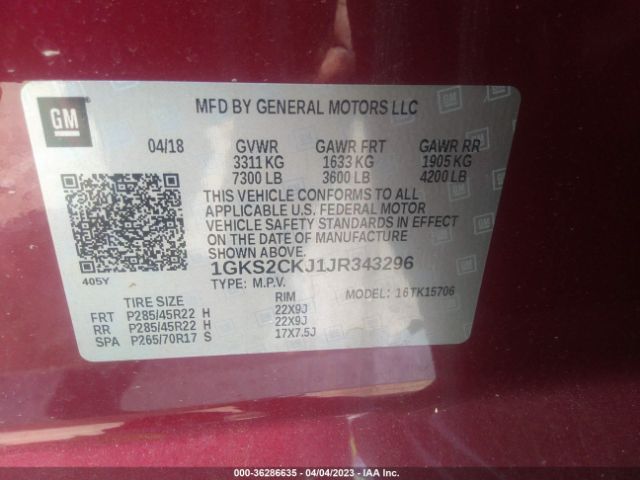 GM
MFD BY GENERAL MOTORS LLC
04/18 GVWR GAWR FRT GAWR RR
3311 KG 1633 KG 1905 KG
7300 LB 3600 LB 4200 LB
THIS VEHICLE CONFORMS TO ALL
APPLICABLE U.S. FEDERAL MOTOR
VEHICLE SAFETY STANDARDS IN EFFECT
ON THE DATE OF MANUFACTURE
SHOWN ABOVE.
1GKS2CKJ1JR343296
405Y TYPE: M.P.V. MODEL: 16TK15706
TIRE SIZE RIM
FRT P285/45R22 H 22X9J
RR P285/45R22 H 22X9J
SPA P265/70R17 S 17X7.5J
000-36286635 - 04/04/2023 - IAA Inc.